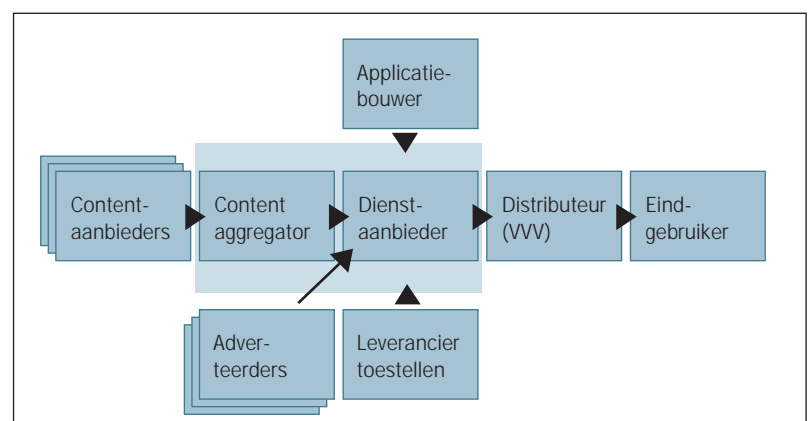 Applicatie-
bouwer
Content-
aanbieders
Content
aggregator
Dienst-
aanbieder
Distributeur
(VVV)
Eind-
gebruiker
Adver-
teerders
Leverancier
toestellen